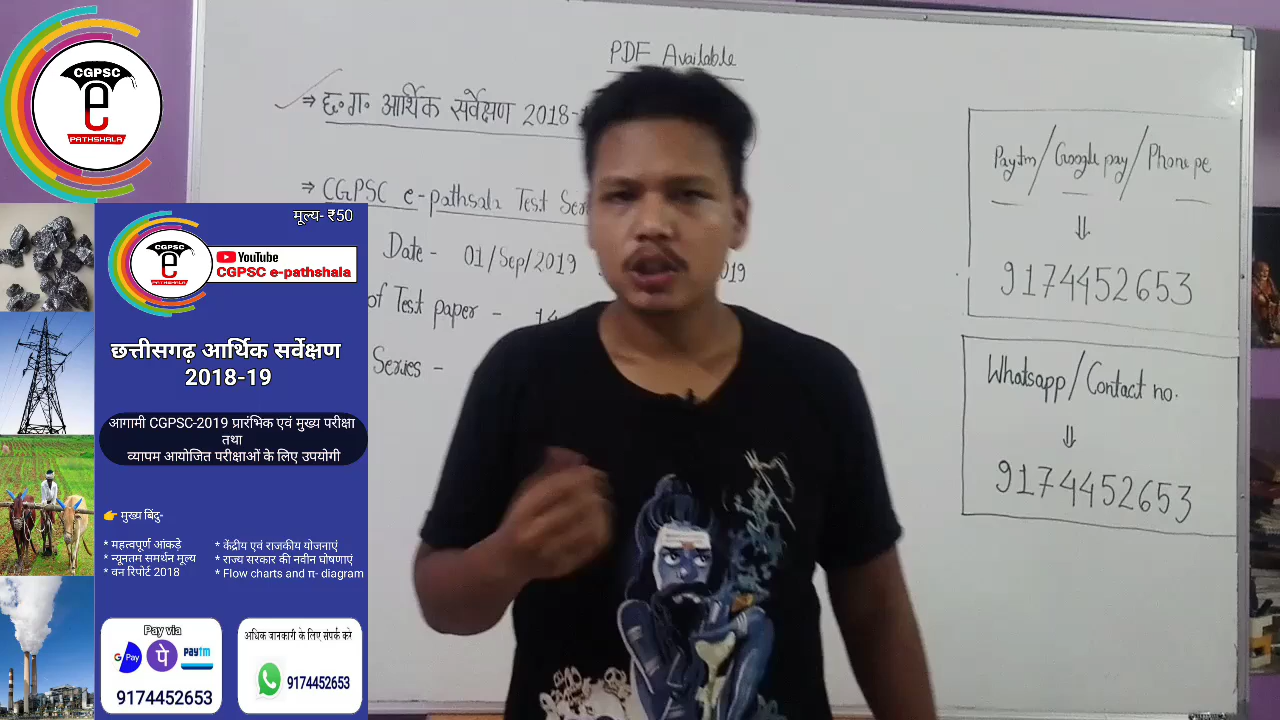 CGPSC
e
PATHSHALA
मूल्य- ₹50
CGPSC
e
PATHSHALA
YouTube
CGPSC e-pathshala
छत्तीसगढ़ आर्थिक सर्वेक्षण
2018-19
आगामी CGPSC-2019 प्रारंभिक एवं मुख्य परीक्षा
तथा
व्यापम आयोजित परीक्षाओं के लिए उपयोगी
👉 मुख्य बिंदु-
* महत्वपूर्ण आंकड़े
* न्यूनतम समर्थन मूल्य
* वन रिपोर्ट 2018
* केंद्रीय एवं राजकीय योजनाएं
* राज्य सरकार की नवीन घोषणाएं
* Flow charts and π- diagram
Pay via
G Pay पे Paytm
9174452653
अधिक जानकारी के लिए संपर्क करे
9174452653
PDF Available
⇒ छ.ग. आर्थिक सर्वेक्षण 2018-
⇒ CGPSC e-pathsala Test Ser
Date - 01/Sep/2019 019
of Test paper - 14
Series -
Paytm/Google pay/Phone pe
⇓
9174452653
Whatsapp/Contact no.
⇓
9174452653